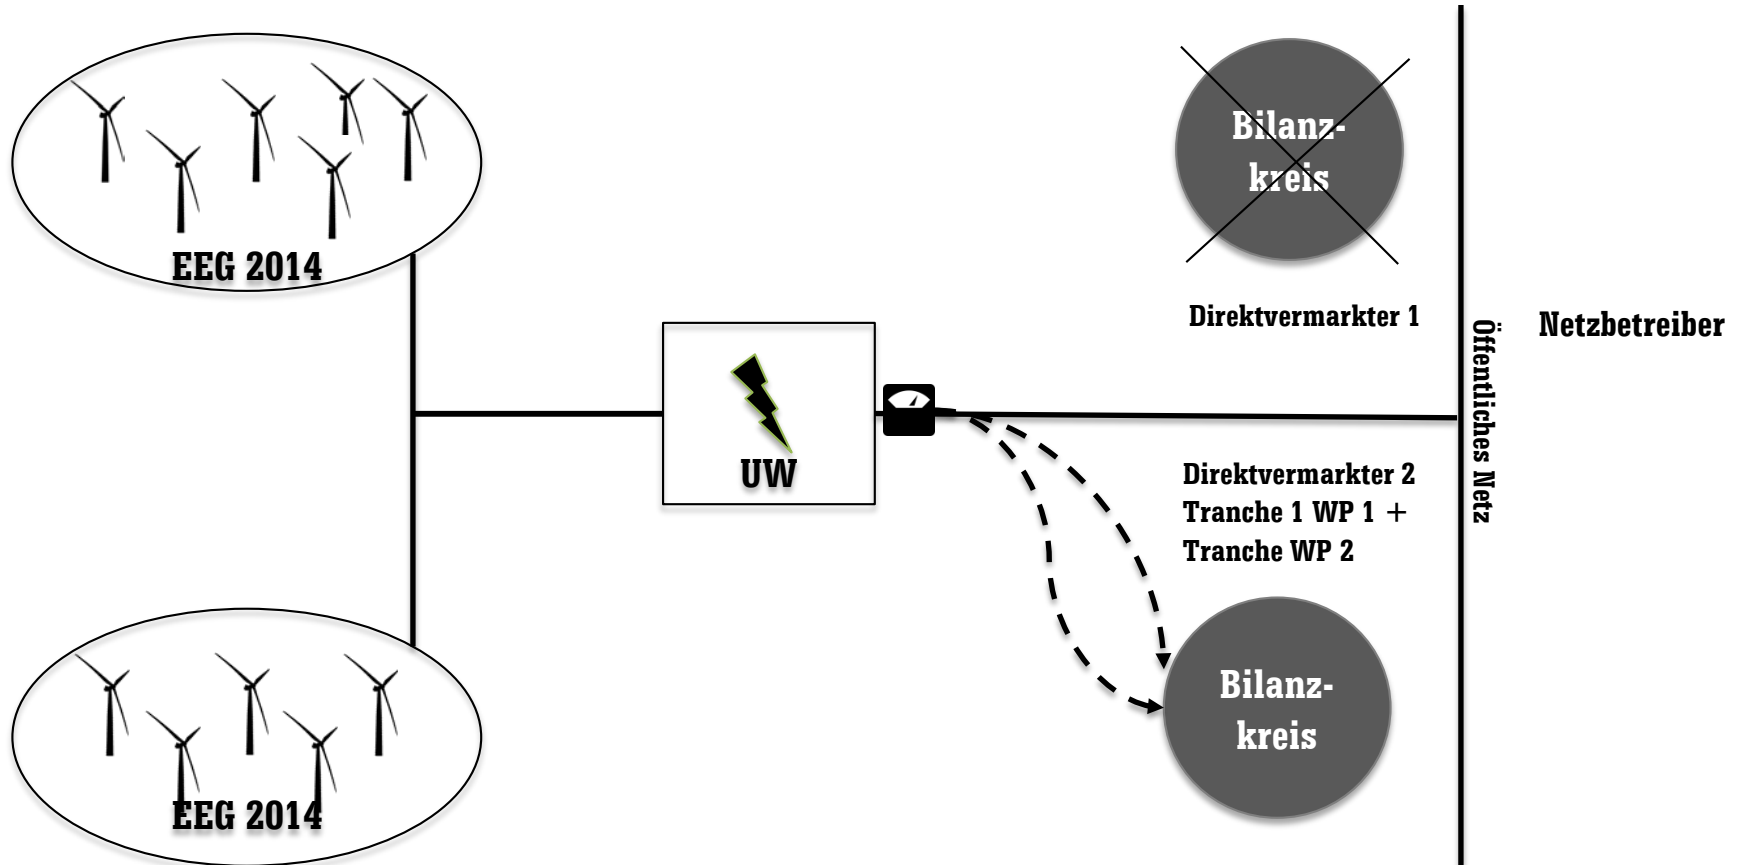 EEG 2014
Bilanz-
kreis
Direktvermarkter 1
Netzbetreiber
Öffentliches Netz
UW
Direktvermarkter 2
Tranche 1 WP 1 +
Tranche WP 2
Bilanz-
kreis
EEG 2014